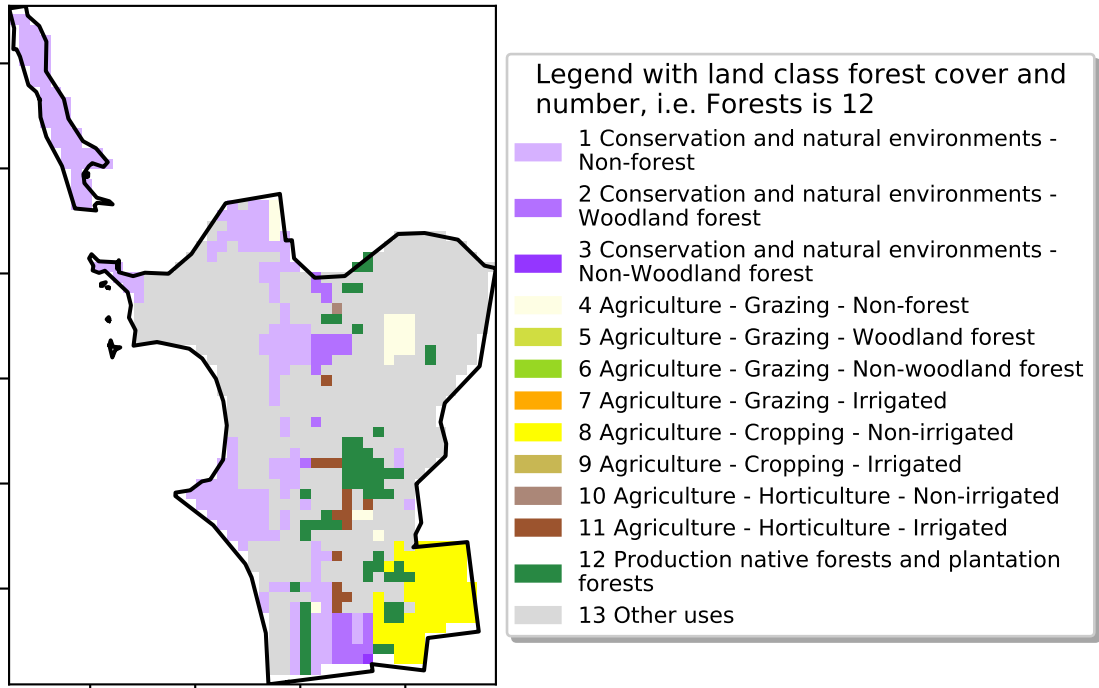 Legend with land class forest cover and
number, i.e. Forests is 12
1 Conservation and natural environments -
Non-forest
2 Conservation and natural environments -
Woodland forest
3 Conservation and natural environments -
Non-Woodland forest
4 Agriculture - Grazing - Non-forest
5 Agriculture - Grazing - Woodland forest
6 Agriculture - Grazing - Non-woodland forest
7 Agriculture - Grazing - Irrigated
8 Agriculture - Cropping - Non-irrigated
9 Agriculture - Cropping - Irrigated
10 Agriculture - Horticulture - Non-irrigated
11 Agriculture - Horticulture - Irrigated
12 Production native forests and plantation
forests
13 Other uses